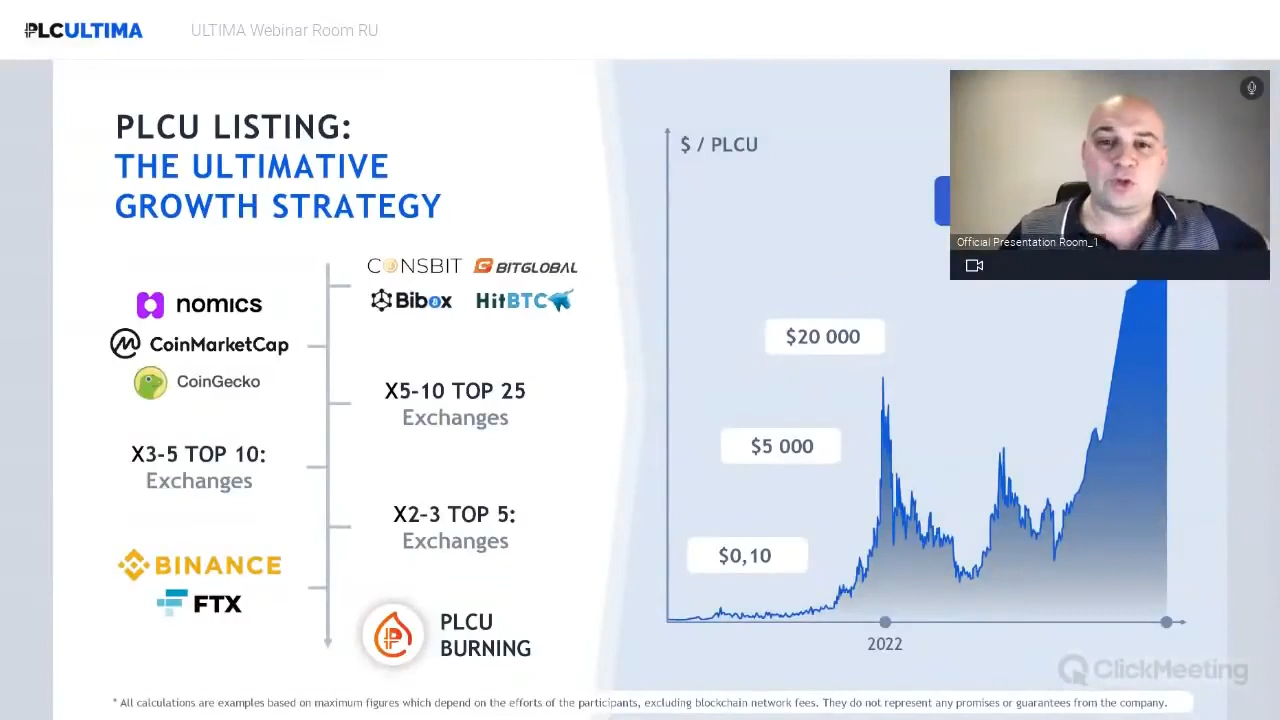 PLCULTIMA
ULTIMA Webinar Room RU
PLCU LISTING:
THE ULTIMATIVE
GROWTH STRATEGY
COINSBIT BITGLOBAL
Bibox HitBTC
nomics
CoinMarketCap
CoinGecko
X5-10 TOP 25
Exchanges
X3-5 TOP 10:
Exchanges
X2-3 TOP 5:
Exchanges
BINANCE
FTX
PLCU
BURNING
$ / PLCU
$20 000
$5 000
$0,10
2022
Official Presentation Room_1
ClickMeeting
* All calculations are examples based on maximum figures which depend on the efforts of the participants, excluding blockchain network fees. They do not represent any promises or guarantees from the company.